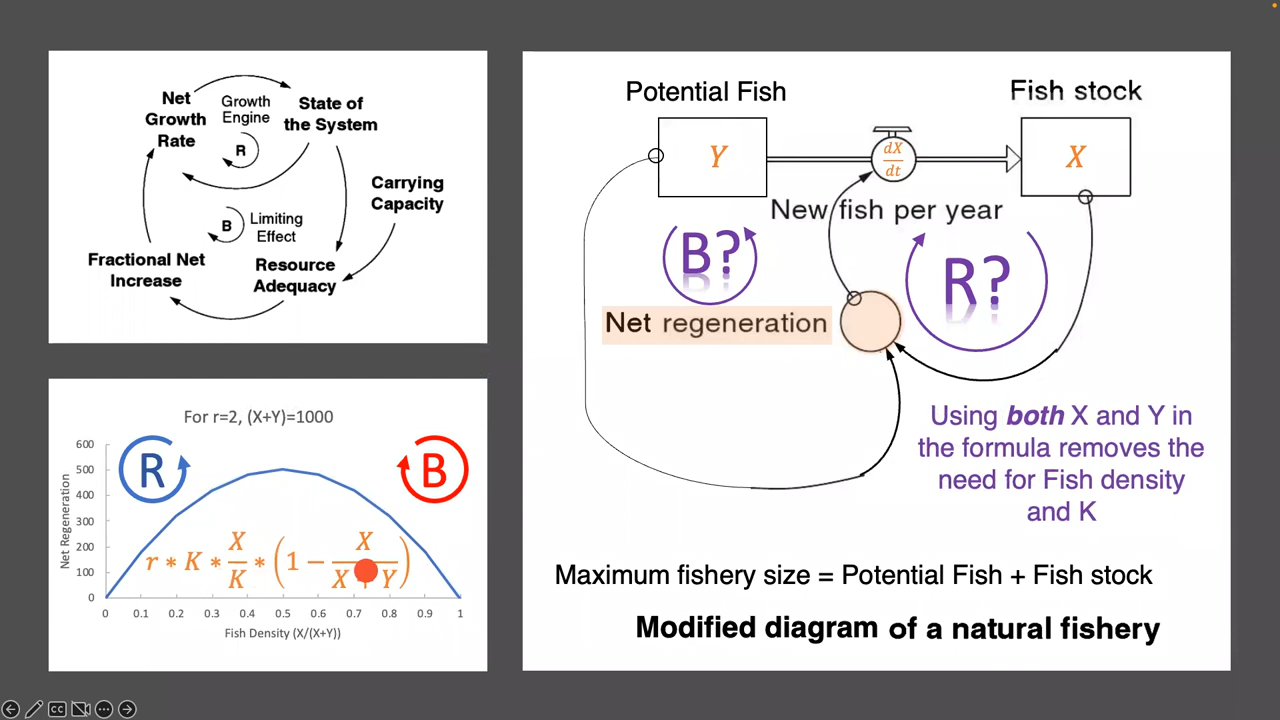 Net
Growth
Rate
Growth
Engine
R
State of
the System
Carrying
Capacity
B
Limiting
Effect
Fractional Net
Increase
Resource
Adequacy
For r=2, (X+Y)=1000
R
B
Net Regeneration
600
500
400
300
200
100
0
r * K * X/K * (1 − X/(X + Y))
0 0.1 0.2 0.3 0.4 0.5 0.6 0.7 0.8 0.9 1
Fish Density (X/(X+Y))
Potential Fish
Fish stock
Y
dX/dt
X
New fish per year
B?
R?
Net regeneration
Using both X and Y in
the formula removes the
need for Fish density
and K
Maximum fishery size = Potential Fish + Fish stock
Modified diagram of a natural fishery
CC